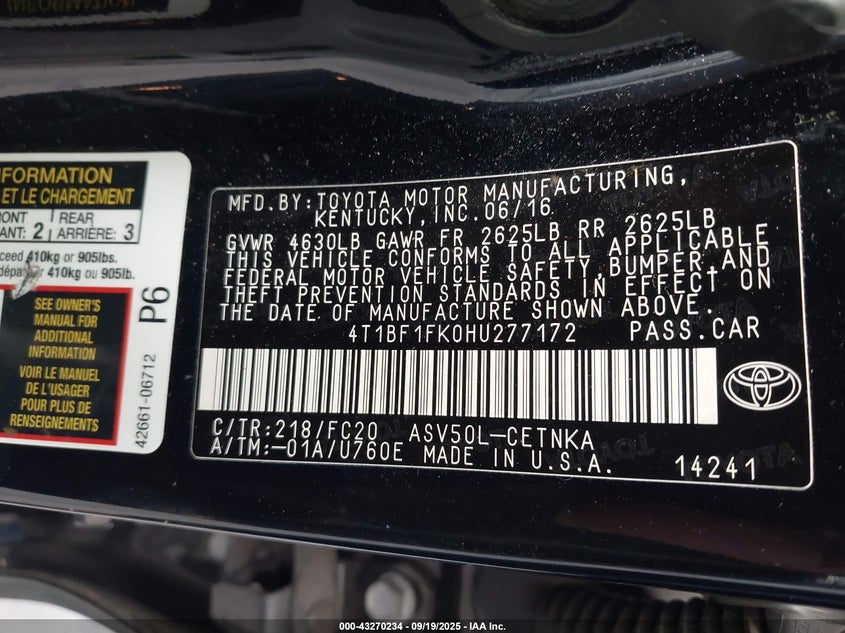 NFORMATION
ET LE CHARGEMENT
RONT
ANT: 2
REAR
ARRIÈRE: 3
ceed 410kg or 905lbs.
dépasser 410kg ou 905lb.
SEE OWNER'S
MANUAL FOR
ADDITIONAL
INFORMATION
VOIR LE MANUEL
DE L'USAGER
POUR PLUS DE
RENSEIGNEMENTS
P6
42661-06712
MFD.BY:TOYOTA MOTOR MANUFACTURING,
KENTUCKY,INC.06/16
GVWR 4630LB GAWR FR 2625LB RR 2625LB
THIS VEHICLE CONFORMS TO ALL APPLICABLE
FEDERAL MOTOR VEHICLE SAFETY,BUMPER,AND
THEFT PREVENTION STANDARDS IN EFFECT ON
THE DATE OF MANUFACTURE SHOWN ABOVE.
4T1BF1FK0HU277172 PASS.CAR
C/TR:218/FC20 ASV50L-CETNKA
A/TM:-01A/U760E MADE IN U.S.A.
14241
000-43270234 - 09/19/2025 - IAA Inc.